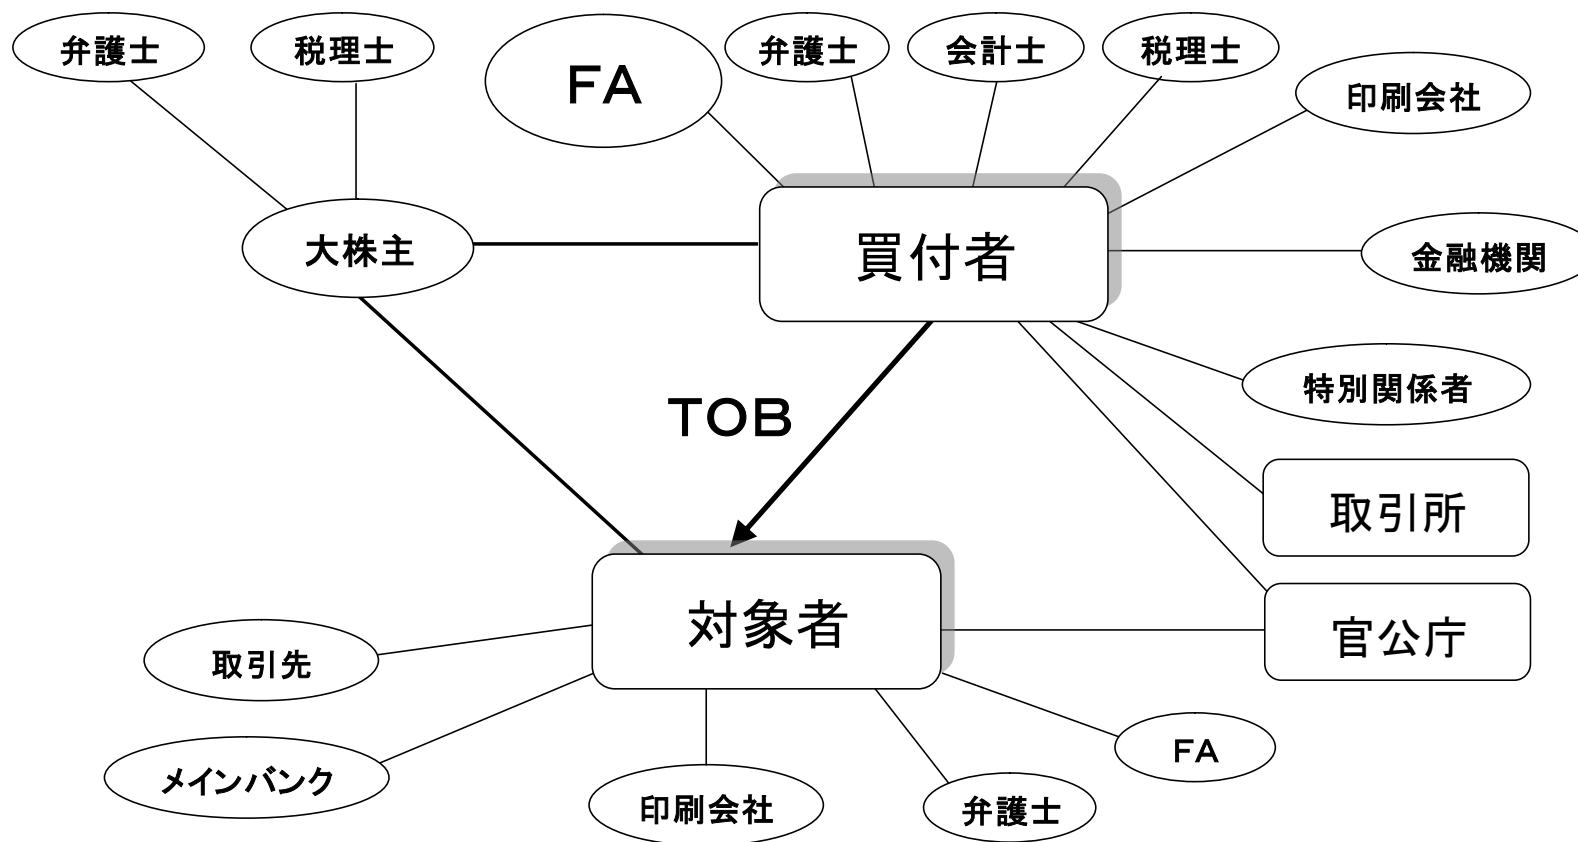 弁護士
税理士
FA
弁護士
会計士
税理士
印刷会社
大株主
買付者
金融機関
特別関係者
TOB
取引所
対象者
官公庁
取引先
FA
メインバンク
印刷会社
弁護士